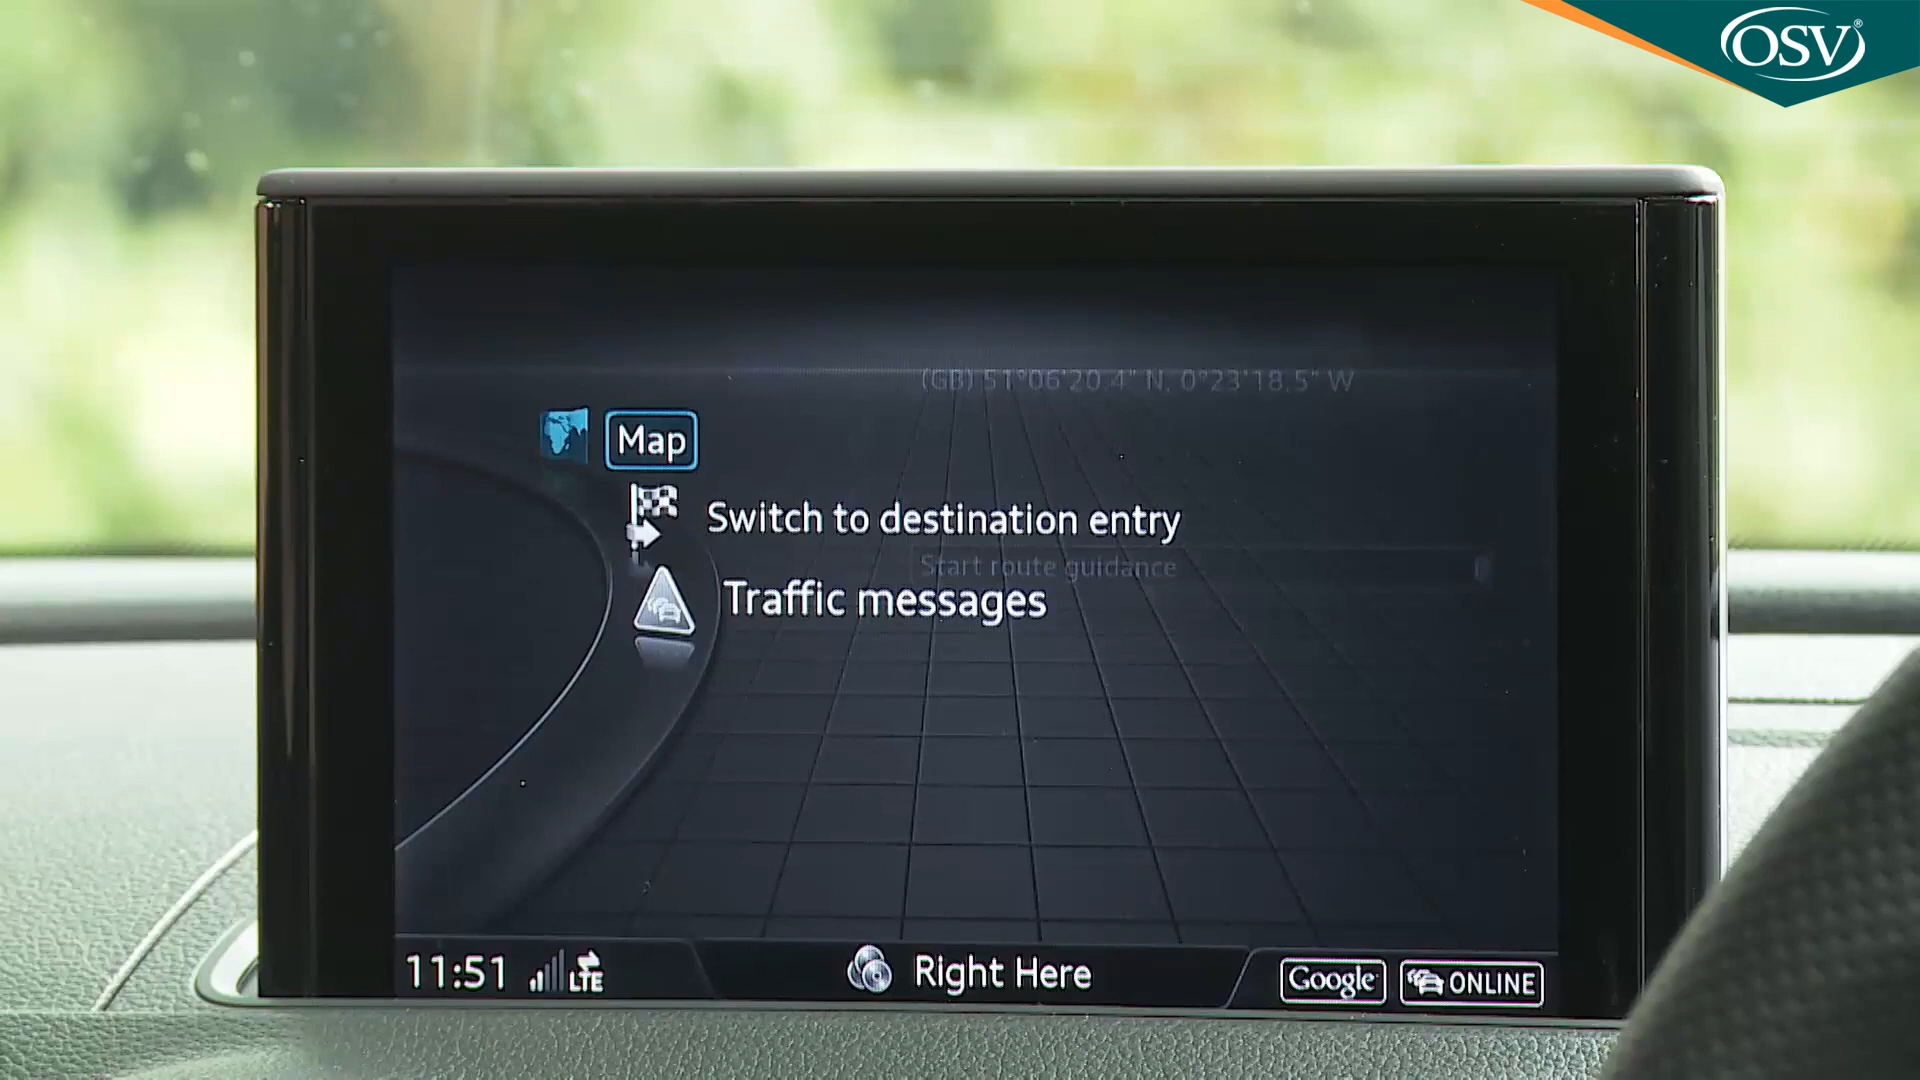 OSV®
(GB) 51°06'20.4" N, 0°23'18.5" W
Map
Switch to destination entry
Start route guidance
Traffic messages
11:51 LTE Right Here Google ONLINE